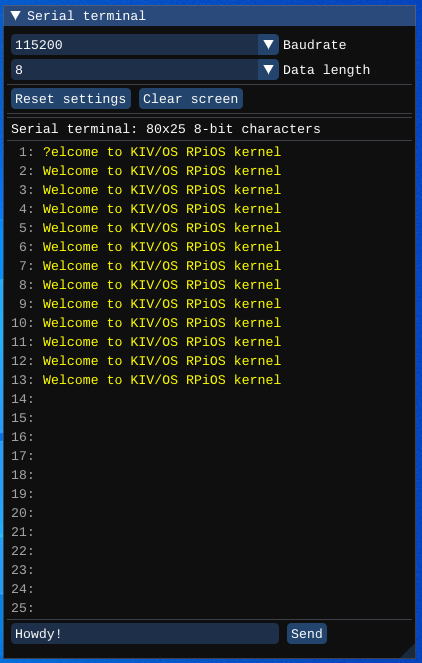 Serial terminal
115200 Baudrate
8 Data length
Reset settings Clear screen
Serial terminal: 80x25 8-bit characters
1: ?elcome to KIV/OS RPiOS kernel
2: Welcome to KIV/OS RPiOS kernel
3: Welcome to KIV/OS RPiOS kernel
4: Welcome to KIV/OS RPiOS kernel
5: Welcome to KIV/OS RPiOS kernel
6: Welcome to KIV/OS RPiOS kernel
7: Welcome to KIV/OS RPiOS kernel
8: Welcome to KIV/OS RPiOS kernel
9: Welcome to KIV/OS RPiOS kernel
10: Welcome to KIV/OS RPiOS kernel
11: Welcome to KIV/OS RPiOS kernel
12: Welcome to KIV/OS RPiOS kernel
13: Welcome to KIV/OS RPiOS kernel
14:
15:
16:
17:
18:
19:
20:
21:
22:
23:
24:
25:
Howdy! Send